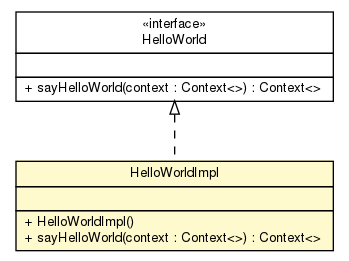 «interface»
HelloWorld
+ sayHelloWorld(context : Context<>) : Context<>
HelloWorldImpl
+ HelloWorldImpl()
+ sayHelloWorld(context : Context<>) : Context<>